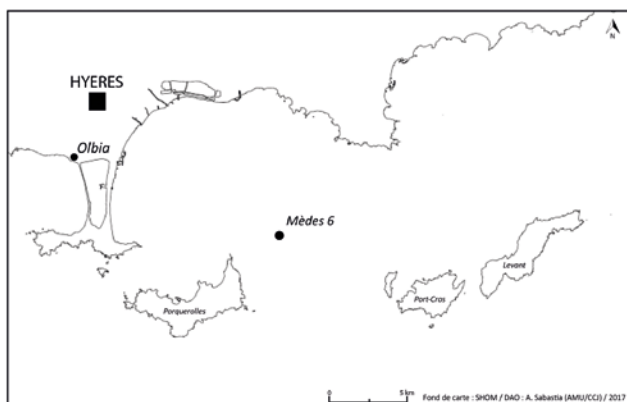 N
HYERES
Olbia
Mèdes 6
Levant
Port-Cros
Porquerolles
0 5 km
Fond de carte : SHOM / DAO : A. Sabastia (AMU/CCJ) / 2017